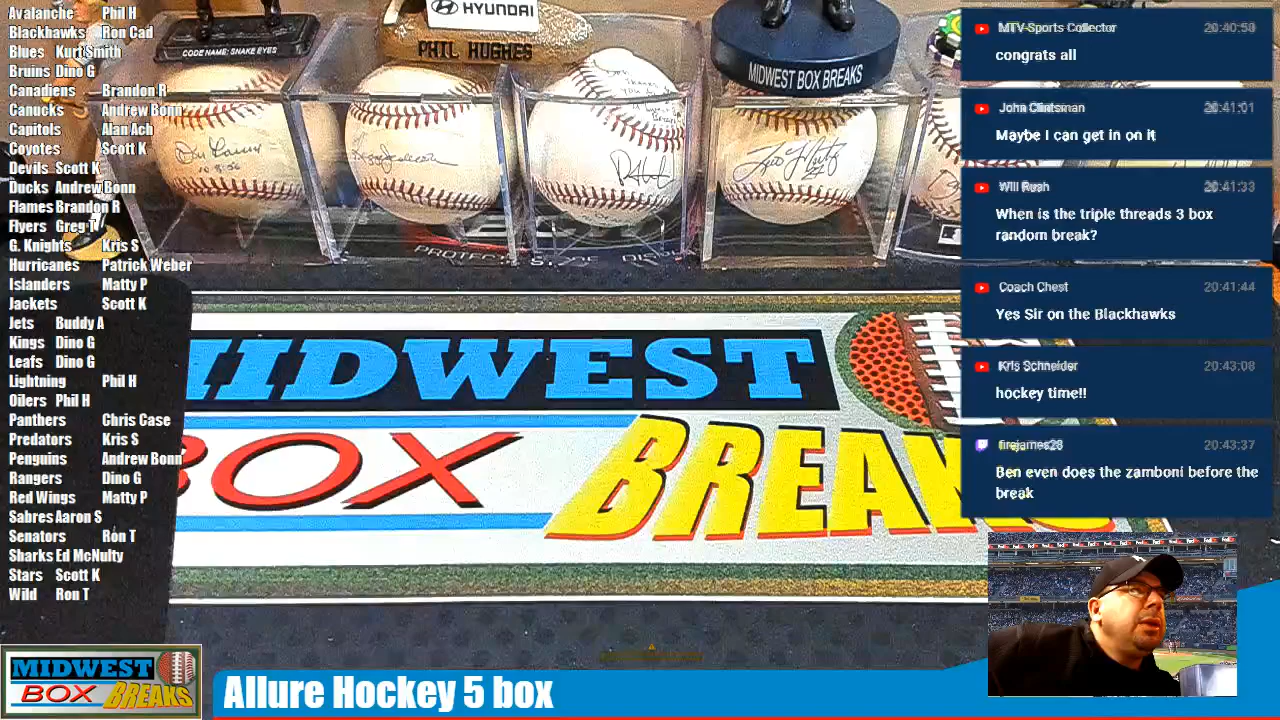 Avalanche Phil H
Blackhawks Ron Cad
Blues Kurt Smith
Bruins Dino G
Canadiens Brandon R
Canucks Andrew Bonn
Capitols Alan Ach
Coyotes Scott K
Devils Scott K
Ducks Andrew Bonn
Flames Brandon R
Flyers Greg T
G. Knights Kris S
Hurricanes Patrick Weber
Islanders Matty P
Jackets Scott K
Jets Buddy A
Kings Dino G
Leafs Dino G
Lightning Phil H
Oilers Phil H
Panthers Chris Case
Predators Kris S
Penguins Andrew Bonn
Rangers Dino G
Red Wings Matty P
Sabres Aaron S
Senators Ron T
Sharks Ed McNulty
Stars Scott K
Wild Ron T
CODE NAME: SNAKE EYES
HYUNDAI
PHIL HUGHES
MIDWEST BOX BREAKS
MIDWEST
BOX BREAKS
MTV-Sports Collector 20:40:59
congrats all
John Clintsman 20:41:01
Maybe I can get in on it
Will Rush 20:41:33
When is the triple threads 3 box
random break?
Coach Chest 20:41:44
Yes Sir on the Blackhawks
Kris Schneider 20:43:08
hockey time!!
firejames28 20:43:37
Ben even does the zamboni before the
break
MIDWEST
BOX BREAKS
Allure Hockey 5 box